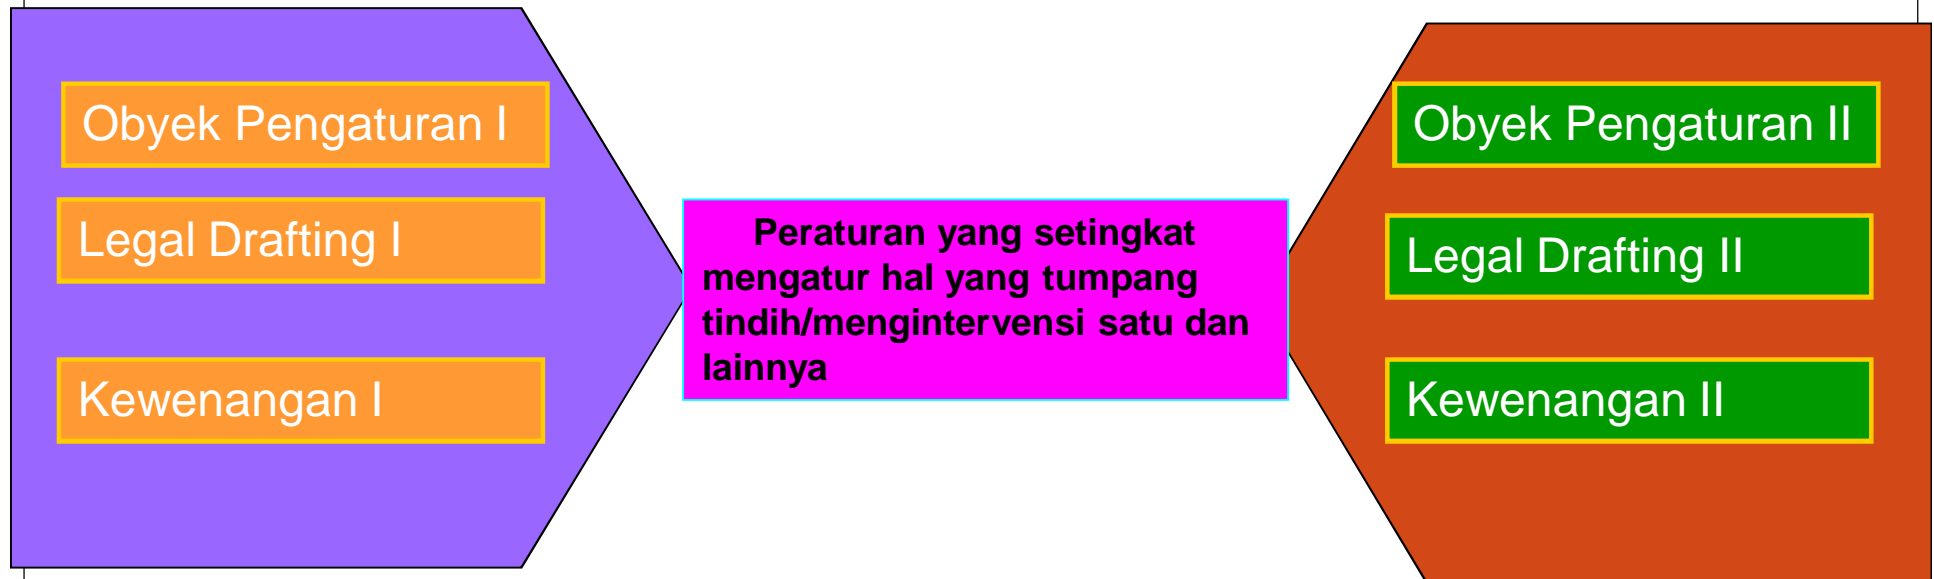 Obyek Pengaturan I
Legal Drafting I
Kewenangan I
Peraturan yang setingkat
mengatur hal yang tumpang
tindih/mengintervensi satu dan
lainnya
Obyek Pengaturan II
Legal Drafting II
Kewenangan II